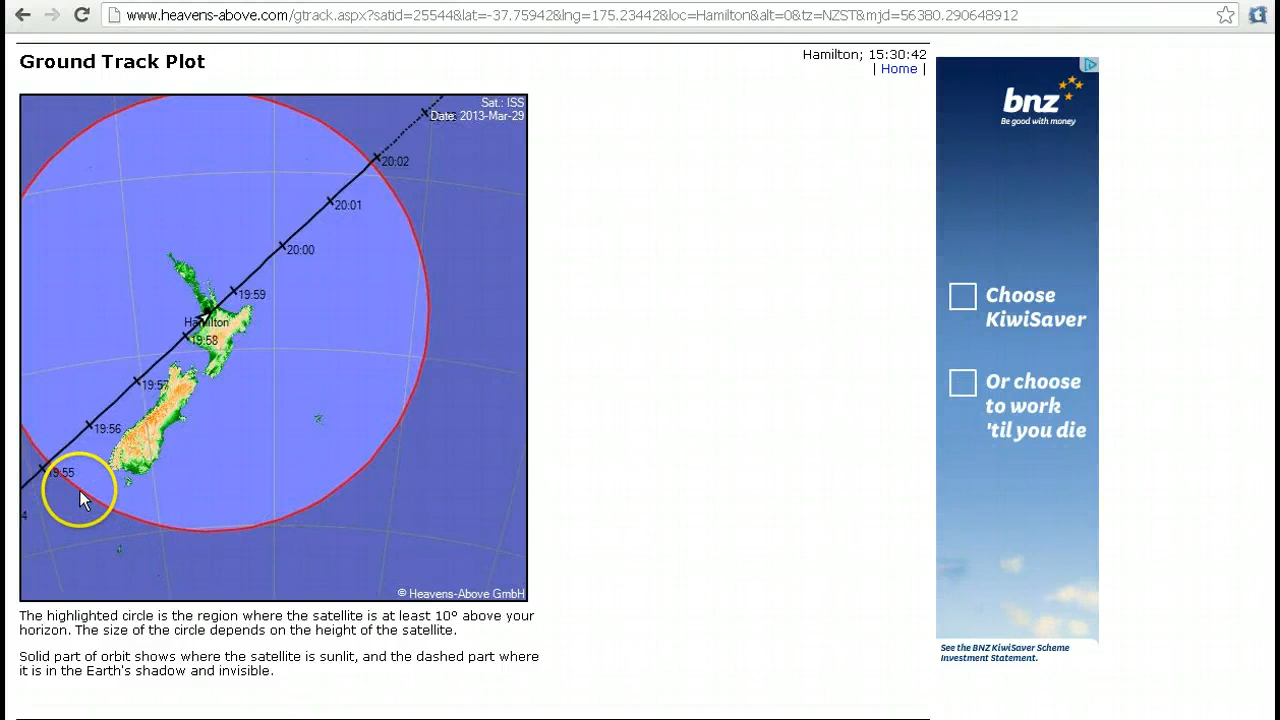 www.heavens-above.com/gtrack.aspx?satid=25544&lat=-37.75942&lng=175.23442&loc=Hamilton&alt=0&tz=NZST&mjd=56380.290648912
Ground Track Plot
Hamilton; 15:30:42
| Home |
Sat.: ISS
Date: 2013-Mar-29
20:02
20:01
20:00
19:59
Hamilton
19:58
19:57
19:56
19:55
4
© Heavens-Above GmbH
The highlighted circle is the region where the satellite is at least 10° above your
horizon. The size of the circle depends on the height of the satellite.
Solid part of orbit shows where the satellite is sunlit, and the dashed part where
it is in the Earth's shadow and invisible.
bnz
Be good with money
Choose
KiwiSaver
Or choose
to work
'til you die
See the BNZ KiwiSaver Scheme
Investment Statement.